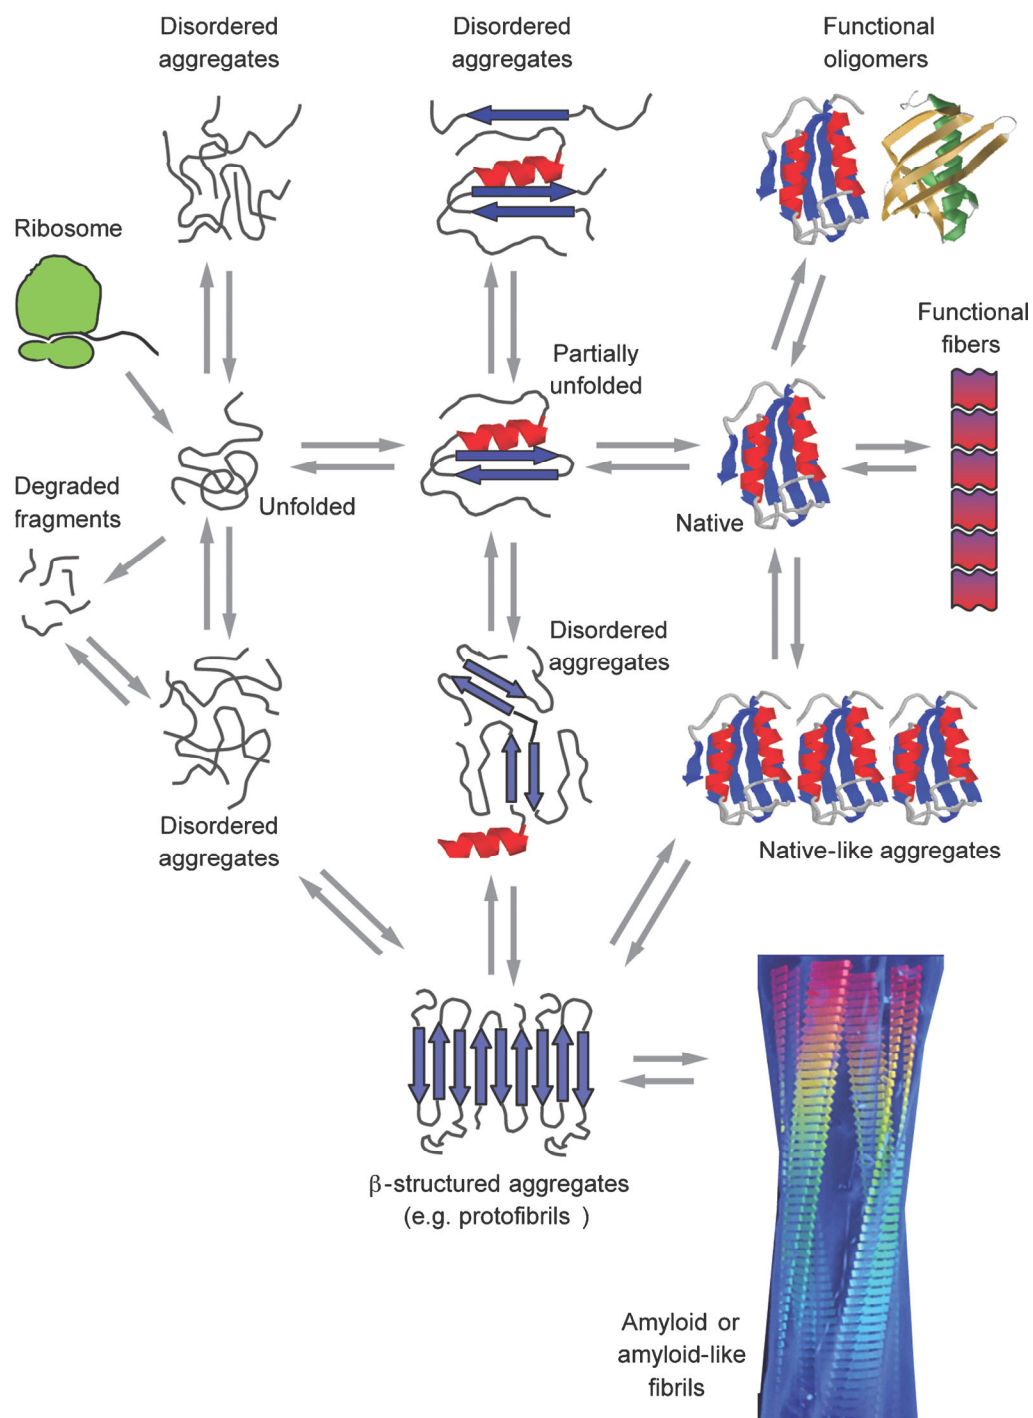 Disordered
aggregates
Disordered
aggregates
Functional
oligomers
Ribosome
Functional
fibers
Partially
unfolded
Degraded
fragments
Unfolded
Native
Disordered
aggregates
Disordered
aggregates
Native-like aggregates
β-structured aggregates
(e.g. protofibrils )
Amyloid or
amyloid-like
fibrils